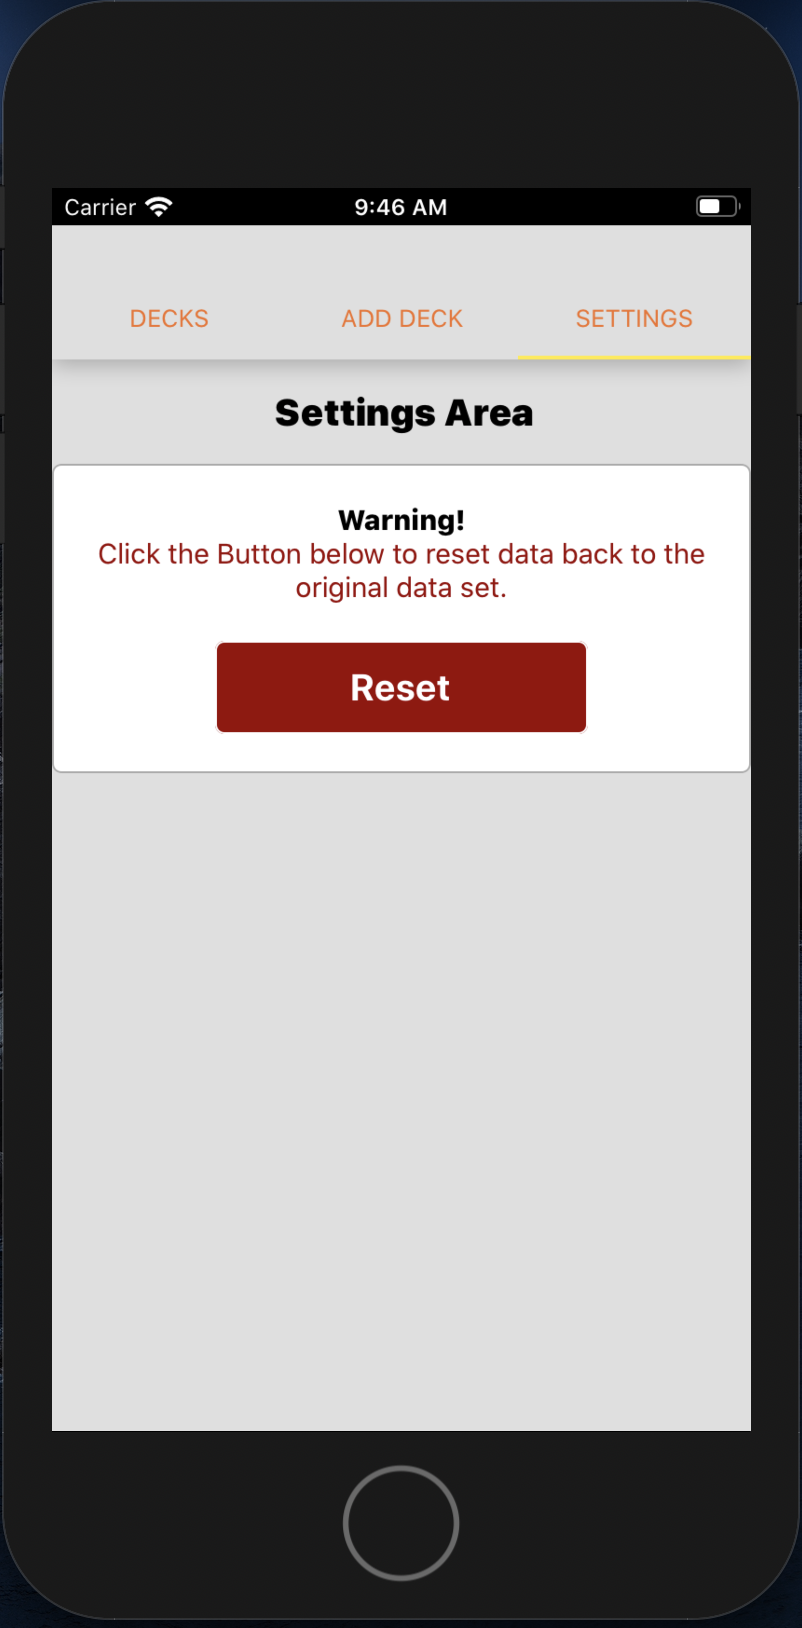 Carrier
9:46 AM
DECKS
ADD DECK
SETTINGS
Settings Area
Warning!
Click the Button below to reset data back to the
original data set.
Reset